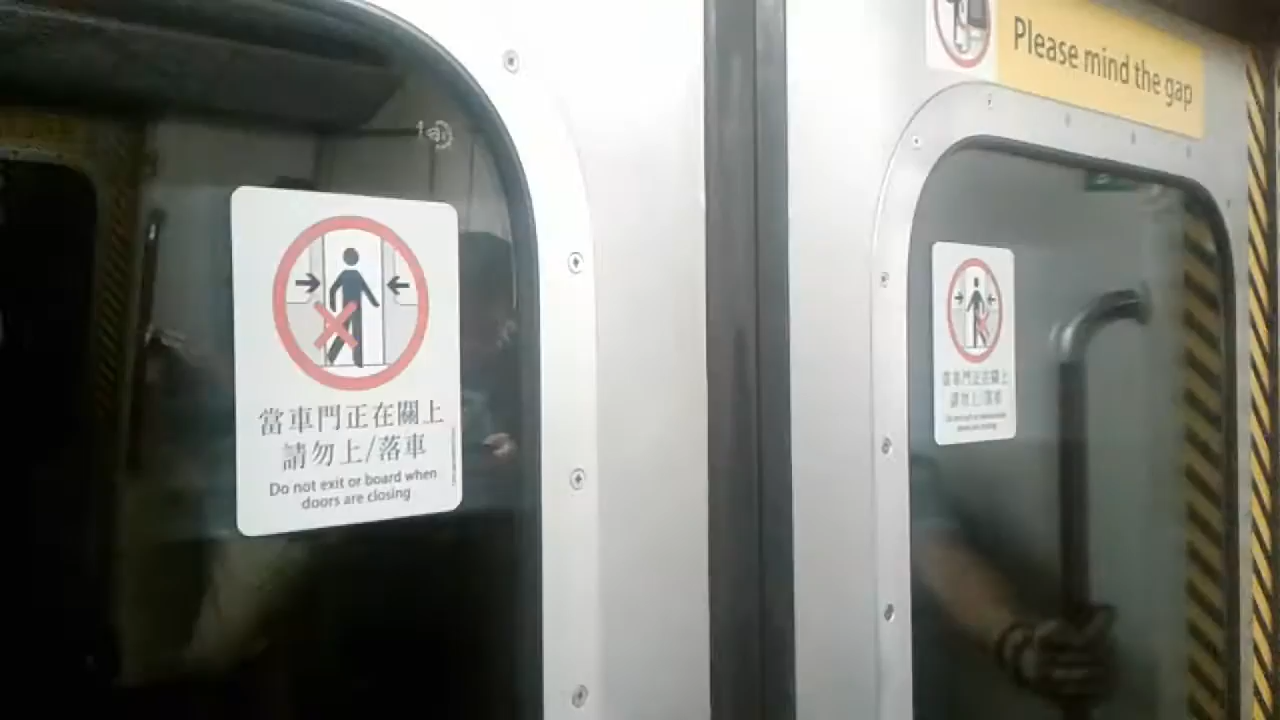 Please mind the gap
當車門正在關上
請勿上/落車
Do not exit or board when
doors are closing
當車門正在關上
請勿上/落車